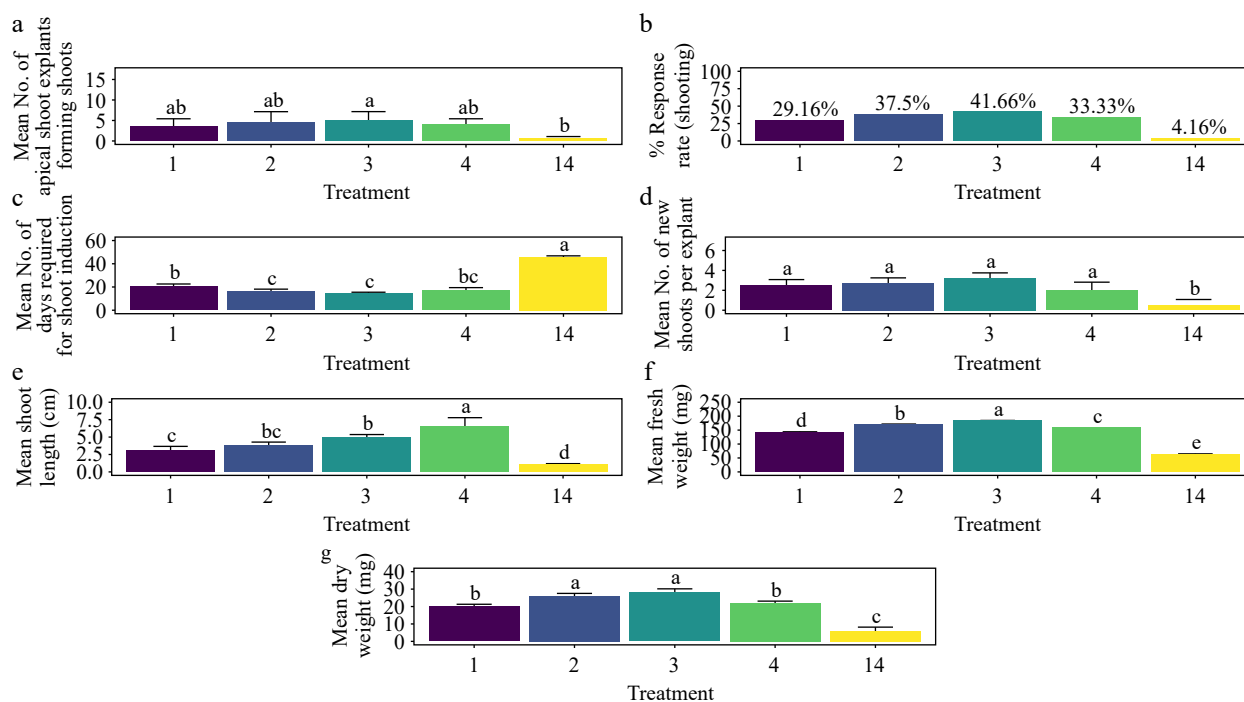 a
Mean No. of
apical shoot explants
forming shoots
15
10
5
0
ab
ab
a
ab
b
1
2
3
4
14
Treatment
b
% Response
rate (shooting)
100
75
50
25
0
29.16%
37.5%
41.66%
33.33%
4.16%
1
2
3
4
14
Treatment
c
Mean No. of
days required
for shoot induction
60
40
20
0
b
c
c
bc
a
1
2
3
4
14
Treatment
d
Mean No. of new
shoots per explant
6
4
2
0
a
a
a
a
b
1
2
3
4
14
Treatment
e
Mean shoot
length (cm)
10.0
7.5
5.0
2.5
0.0
c
bc
b
a
d
1
2
3
4
14
Treatment
f
Mean fresh
weight (mg)
250
200
150
100
50
0
d
b
a
c
e
1
2
3
4
14
Treatment
g
Mean dry
weight (mg)
40
30
20
10
0
b
a
a
b
c
1
2
3
4
14
Treatment